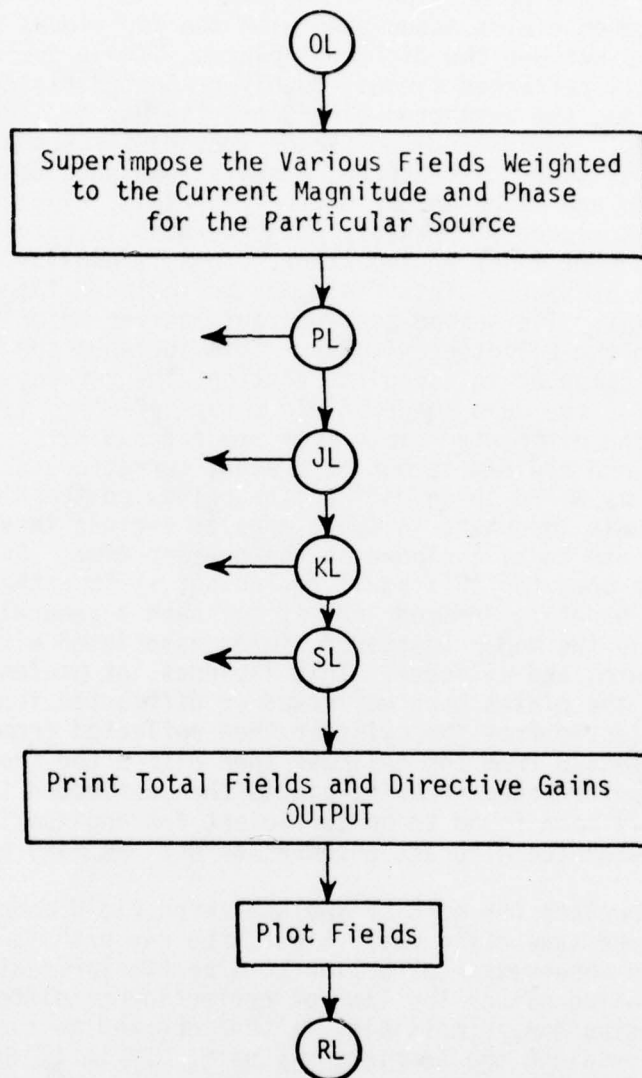 OL
Superimpose the Various Fields Weighted
to the Current Magnitude and Phase
for the Particular Source
PL
JL
KL
SL
Print Total Fields and Directive Gains
OUTPUT
Plot Fields
RL